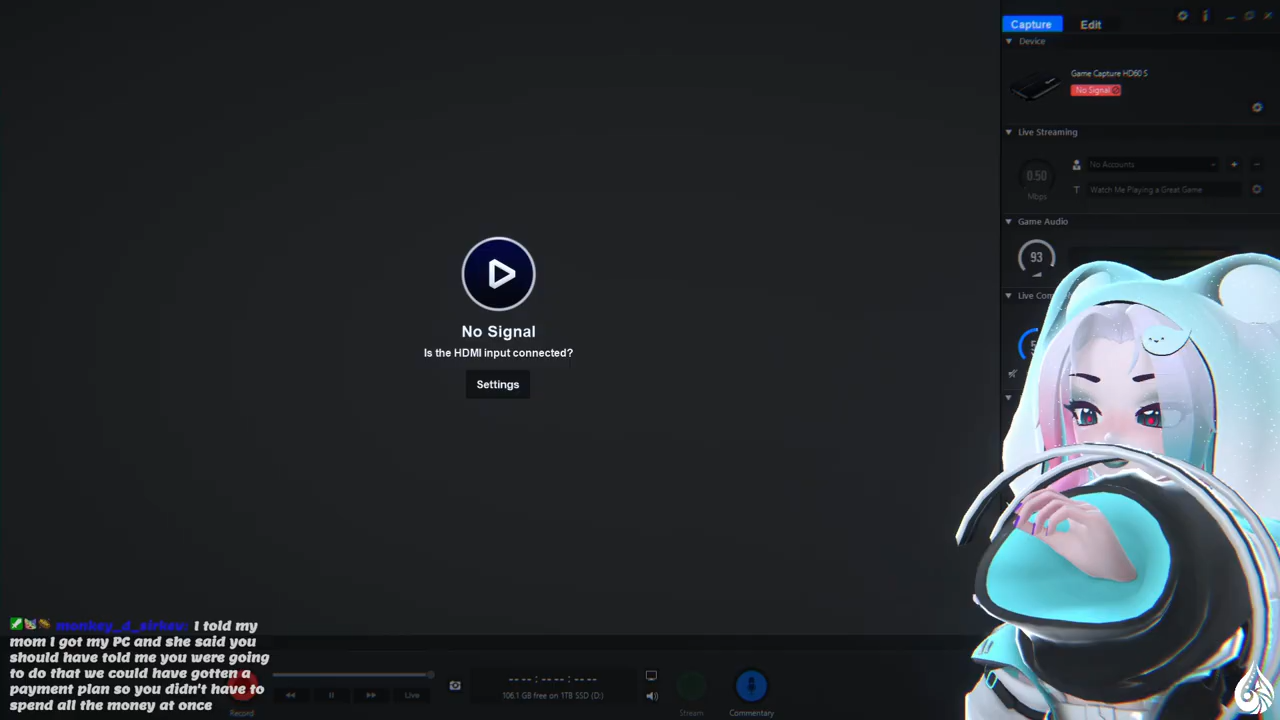 Capture
Edit
Device
Game Capture HD60 S
No Signal
Live Streaming
0.50
Mbps
No Accounts
T
Watch Me Playing a Great Game
Game Audio
93
Live
No Signal
Is the HDMI input connected?
Settings
monkey_d_sirkev: I told my
mom I got my PC and she said you
should have told me you were going
to do that we could have gotten a
payment plan so you didn't have to
spend all the money at once
Record
Live
--:--:--:--
106.1 GB free on 1TB SSD (D:)
Stream
Commentary
6